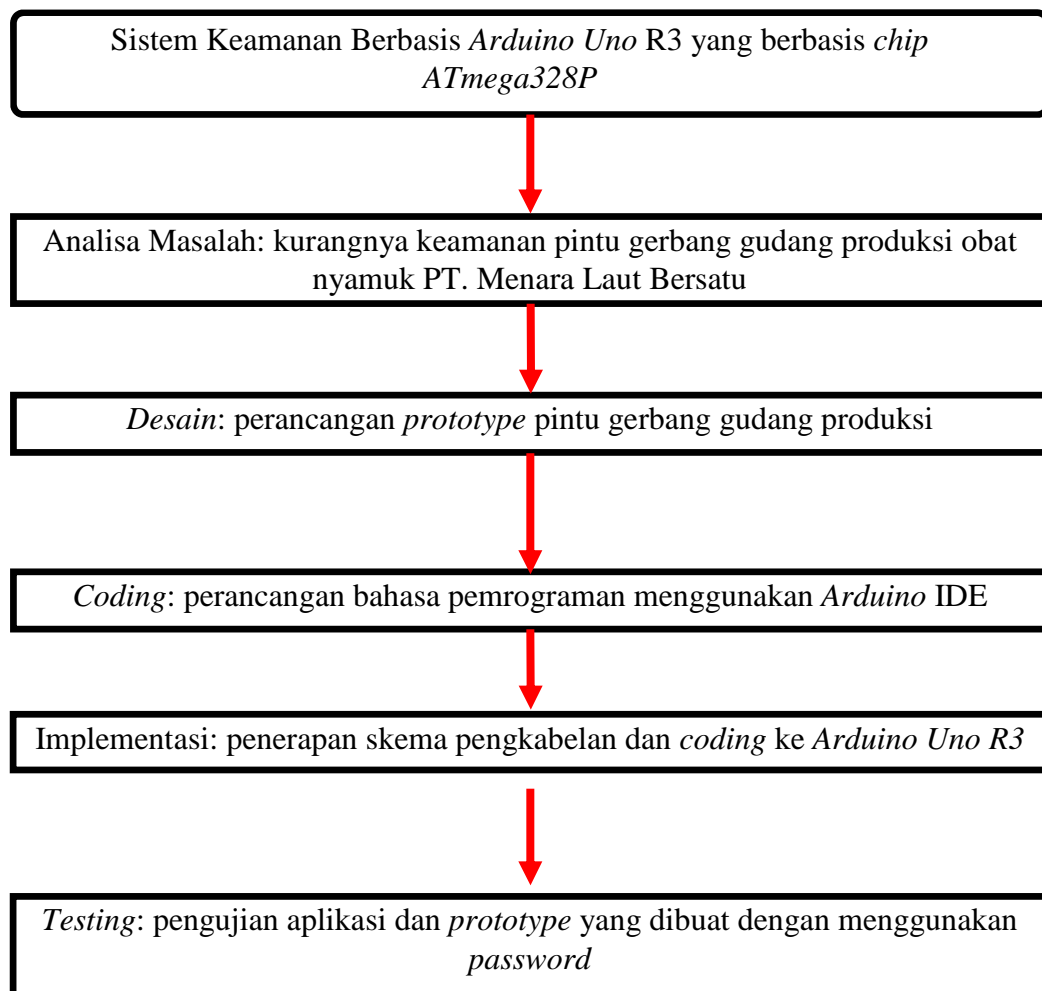 Sistem Keamanan Berbasis Arduino Uno R3 yang berbasis chip
ATmega328P
Analisa Masalah: kurangnya keamanan pintu gerbang gudang produksi obat
nyamuk PT. Menara Laut Bersatu
Desain: perancangan prototype pintu gerbang gudang produksi
Coding: perancangan bahasa pemrograman menggunakan Arduino IDE
Implementasi: penerapan skema pengkabelan dan coding ke Arduino Uno R3
Testing: pengujian aplikasi dan prototype yang dibuat dengan menggunakan
password